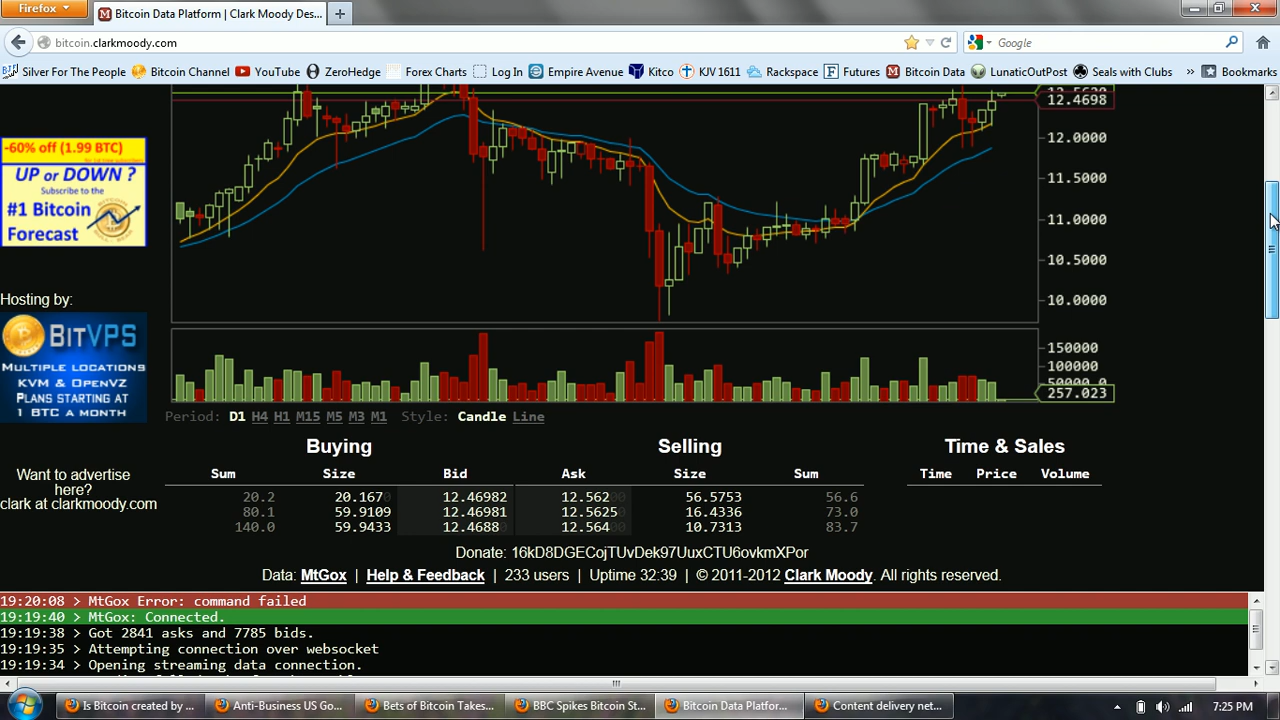 Firefox
Bitcoin Data Platform | Clark Moody Des...
bitcoin.clarkmoody.com
Google
Silver For The People Bitcoin Channel YouTube ZeroHedge Forex Charts Log In Empire Avenue Kitco KJV 1611 Rackspace Futures Bitcoin Data LunaticOutPost Seals with Clubs » Bookmarks
12.4698
12.0000
11.5000
11.0000
10.5000
10.0000
-60% off (1.99 BTC)
UP or DOWN ?
Subscribe to the
#1 Bitcoin
Forecast
Hosting by:
BITVPS
MULTIPLE LOCATIONS
KVM & OPENVZ
PLANS STARTING AT
1 BTC A MONTH
Want to advertise
here?
clark at clarkmoody.com
150000
100000
257.023
Period: D1 H4 H1 M15 M5 M3 M1 Style: Candle Line
Buying Selling Time & Sales
Sum Size Bid Ask Size Sum Time Price Volume
20.2 20.1670 12.46982 12.56200 56.5753 56.6
80.1 59.9109 12.46981 12.56250 16.4336 73.0
140.0 59.9433 12.46880 12.56400 10.7313 83.7
Donate: 16kD8DGECojTUvDek97UuxCTU6ovkmXPor
Data: MtGox | Help & Feedback | 233 users | Uptime 32:39 | © 2011-2012 Clark Moody. All rights reserved.
19:20:08 > MtGox Error: command failed
19:19:40 > MtGox: Connected.
19:19:38 > Got 2841 asks and 7785 bids.
19:19:35 > Attempting connection over websocket
19:19:34 > Opening streaming data connection.
Is Bitcoin created by ... Anti-Business US Go... Bets of Bitcoin Takes... BBC Spikes Bitcoin St... Bitcoin Data Platfor... Content delivery net... 7:25 PM